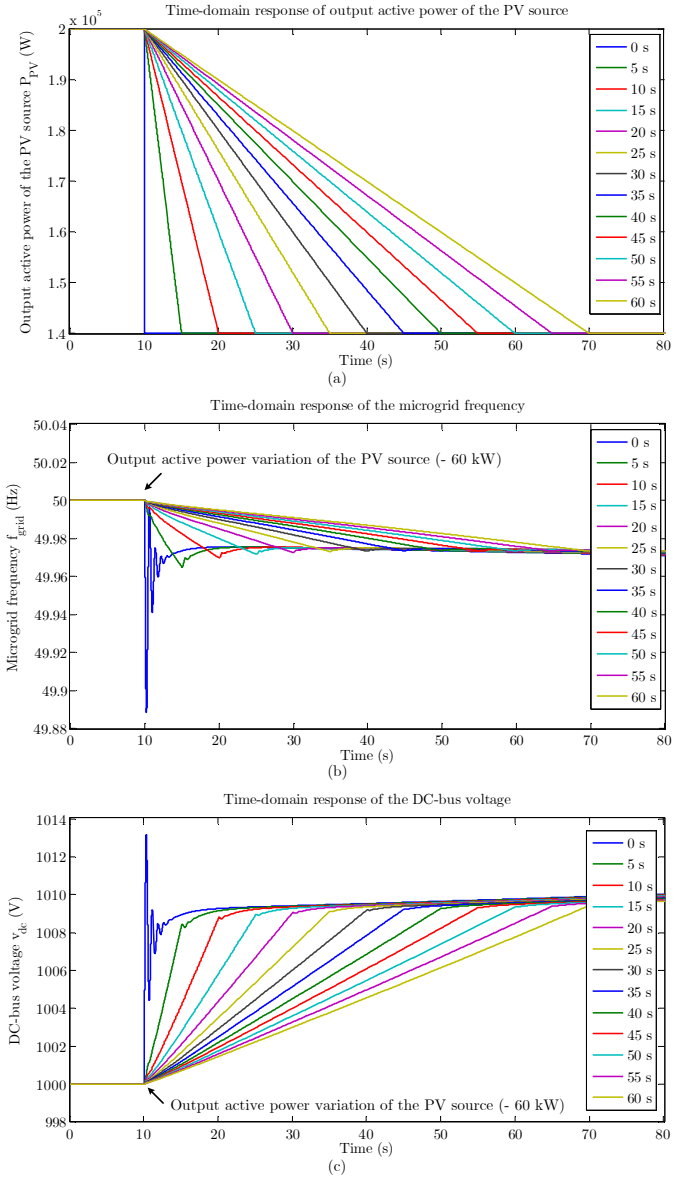 Time-domain response of output active power of the PV source
x 10^5
Output active power of the PV source P_PV (W)
2
1.9
1.8
1.7
1.6
1.5
1.4
0 10 20 30 40 50 60 70 80
Time (s)
0 s
5 s
10 s
15 s
20 s
25 s
30 s
35 s
40 s
45 s
50 s
55 s
60 s
(a)
Time-domain response of the microgrid frequency
Microgrid frequency f_grid (Hz)
50.04
50.02
50
49.98
49.96
49.94
49.92
49.9
49.88
Output active power variation of the PV source (- 60 kW)
0 10 20 30 40 50 60 70 80
Time (s)
0 s
5 s
10 s
15 s
20 s
25 s
30 s
35 s
40 s
45 s
50 s
55 s
60 s
(b)
Time-domain response of the DC-bus voltage
DC-bus voltage v_dc (V)
1014
1012
1010
1008
1006
1004
1002
1000
998
Output active power variation of the PV source (- 60 kW)
0 10 20 30 40 50 60 70 80
Time (s)
0 s
5 s
10 s
15 s
20 s
25 s
30 s
35 s
40 s
45 s
50 s
55 s
60 s
(c)